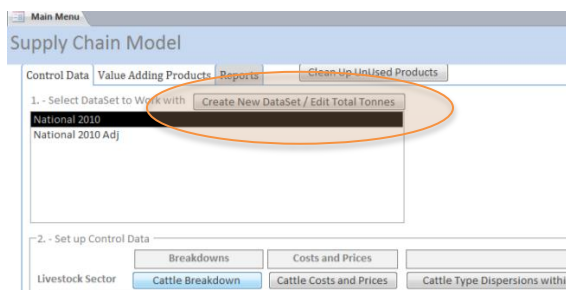 Main Menu
Supply Chain Model
Control Data Value Adding Products Reports Clean Up UnUsed Products
1. - Select DataSet to Work with Create New DataSet / Edit Total Tonnes
National 2010
National 2010 Adj
2. - Set up Control Data
Breakdowns Costs and Prices
Livestock Sector Cattle Breakdown Cattle Costs and Prices Cattle Type Dispersions withi